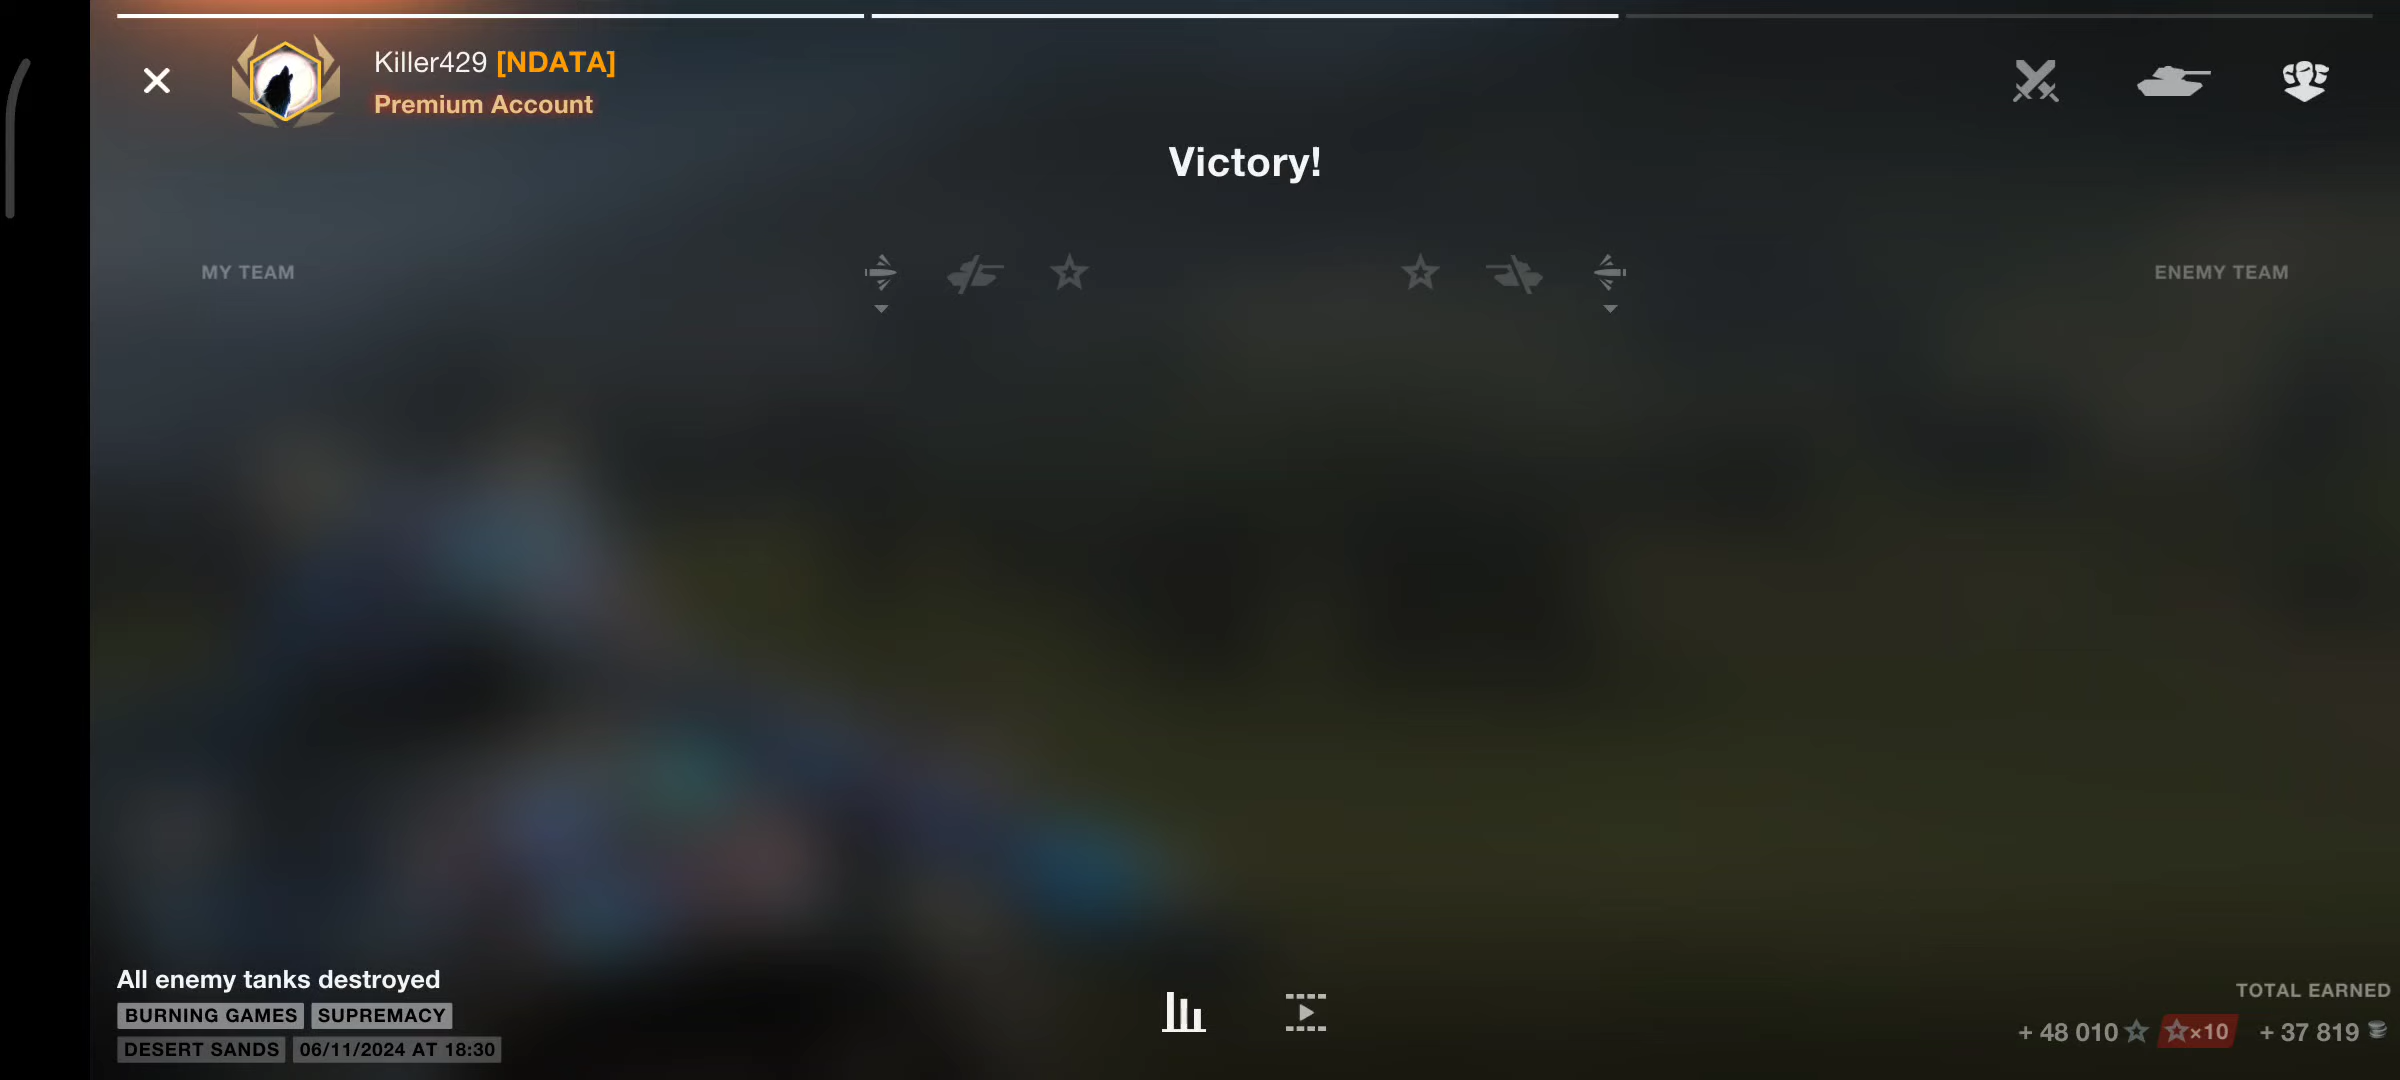 Killer429 [NDATA]
Premium Account
Victory!
MY TEAM
ENEMY TEAM
All enemy tanks destroyed
BURNING GAMES SUPREMACY
DESERT SANDS 06/11/2024 AT 18:30
TOTAL EARNED
+ 48 010 ×10 + 37 819